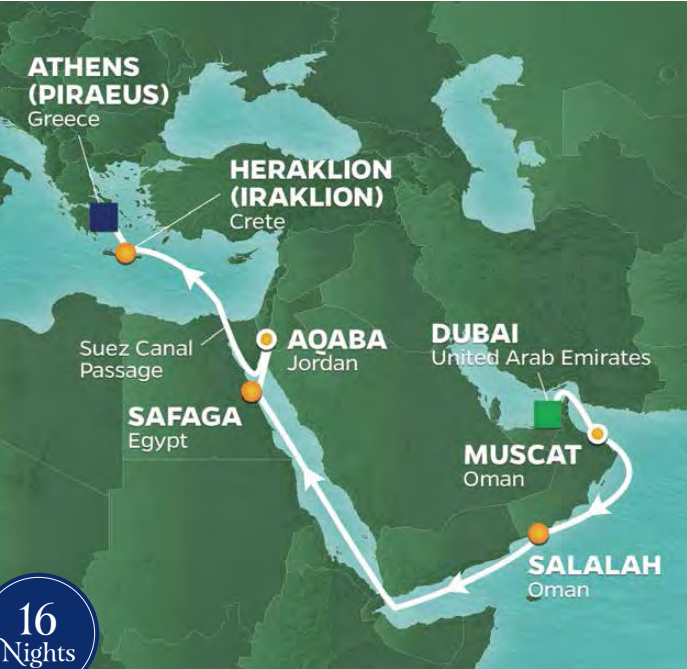 ATHENS
(PIRAEUS)
Greece
HERAKLION
(IRAKLION)
Crete
Suez Canal
Passage
AQABA
Jordan
DUBAI
United Arab Emirates
SAFAGA
Egypt
MUSCAT
Oman
SALALAH
Oman
16
Nights